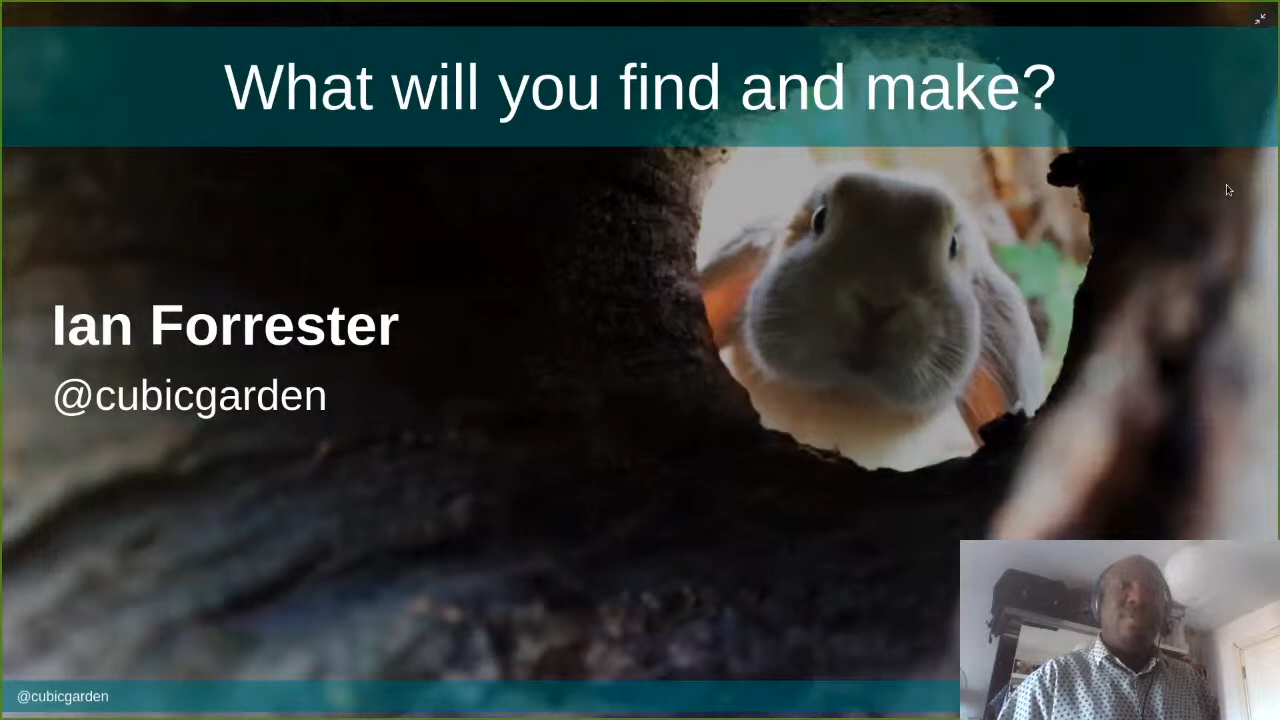 What will you find and make?
Ian Forrester
@cubicgarden
@cubicgarden